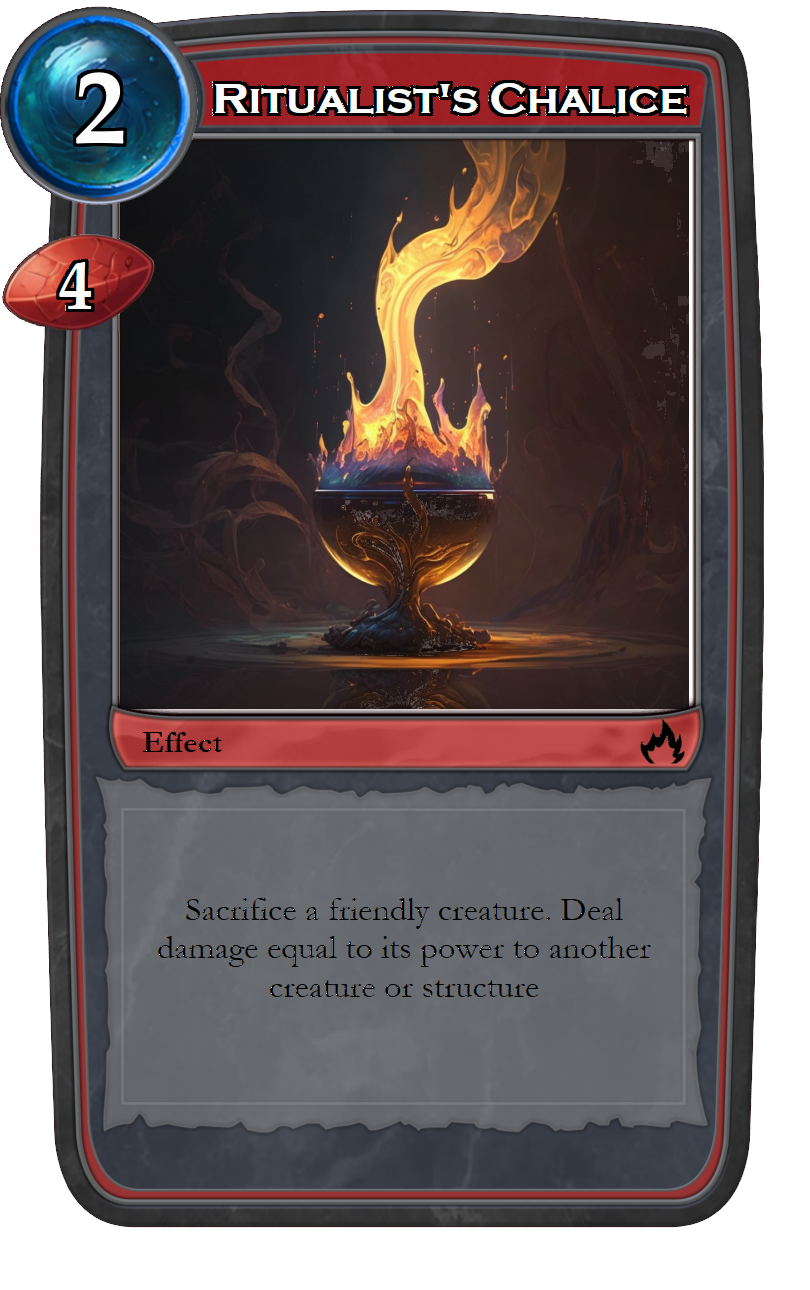 2
Ritualist's Chalice
4
Effect
Sacrifice a friendly creature. Deal
damage equal to its power to another
creature or structure